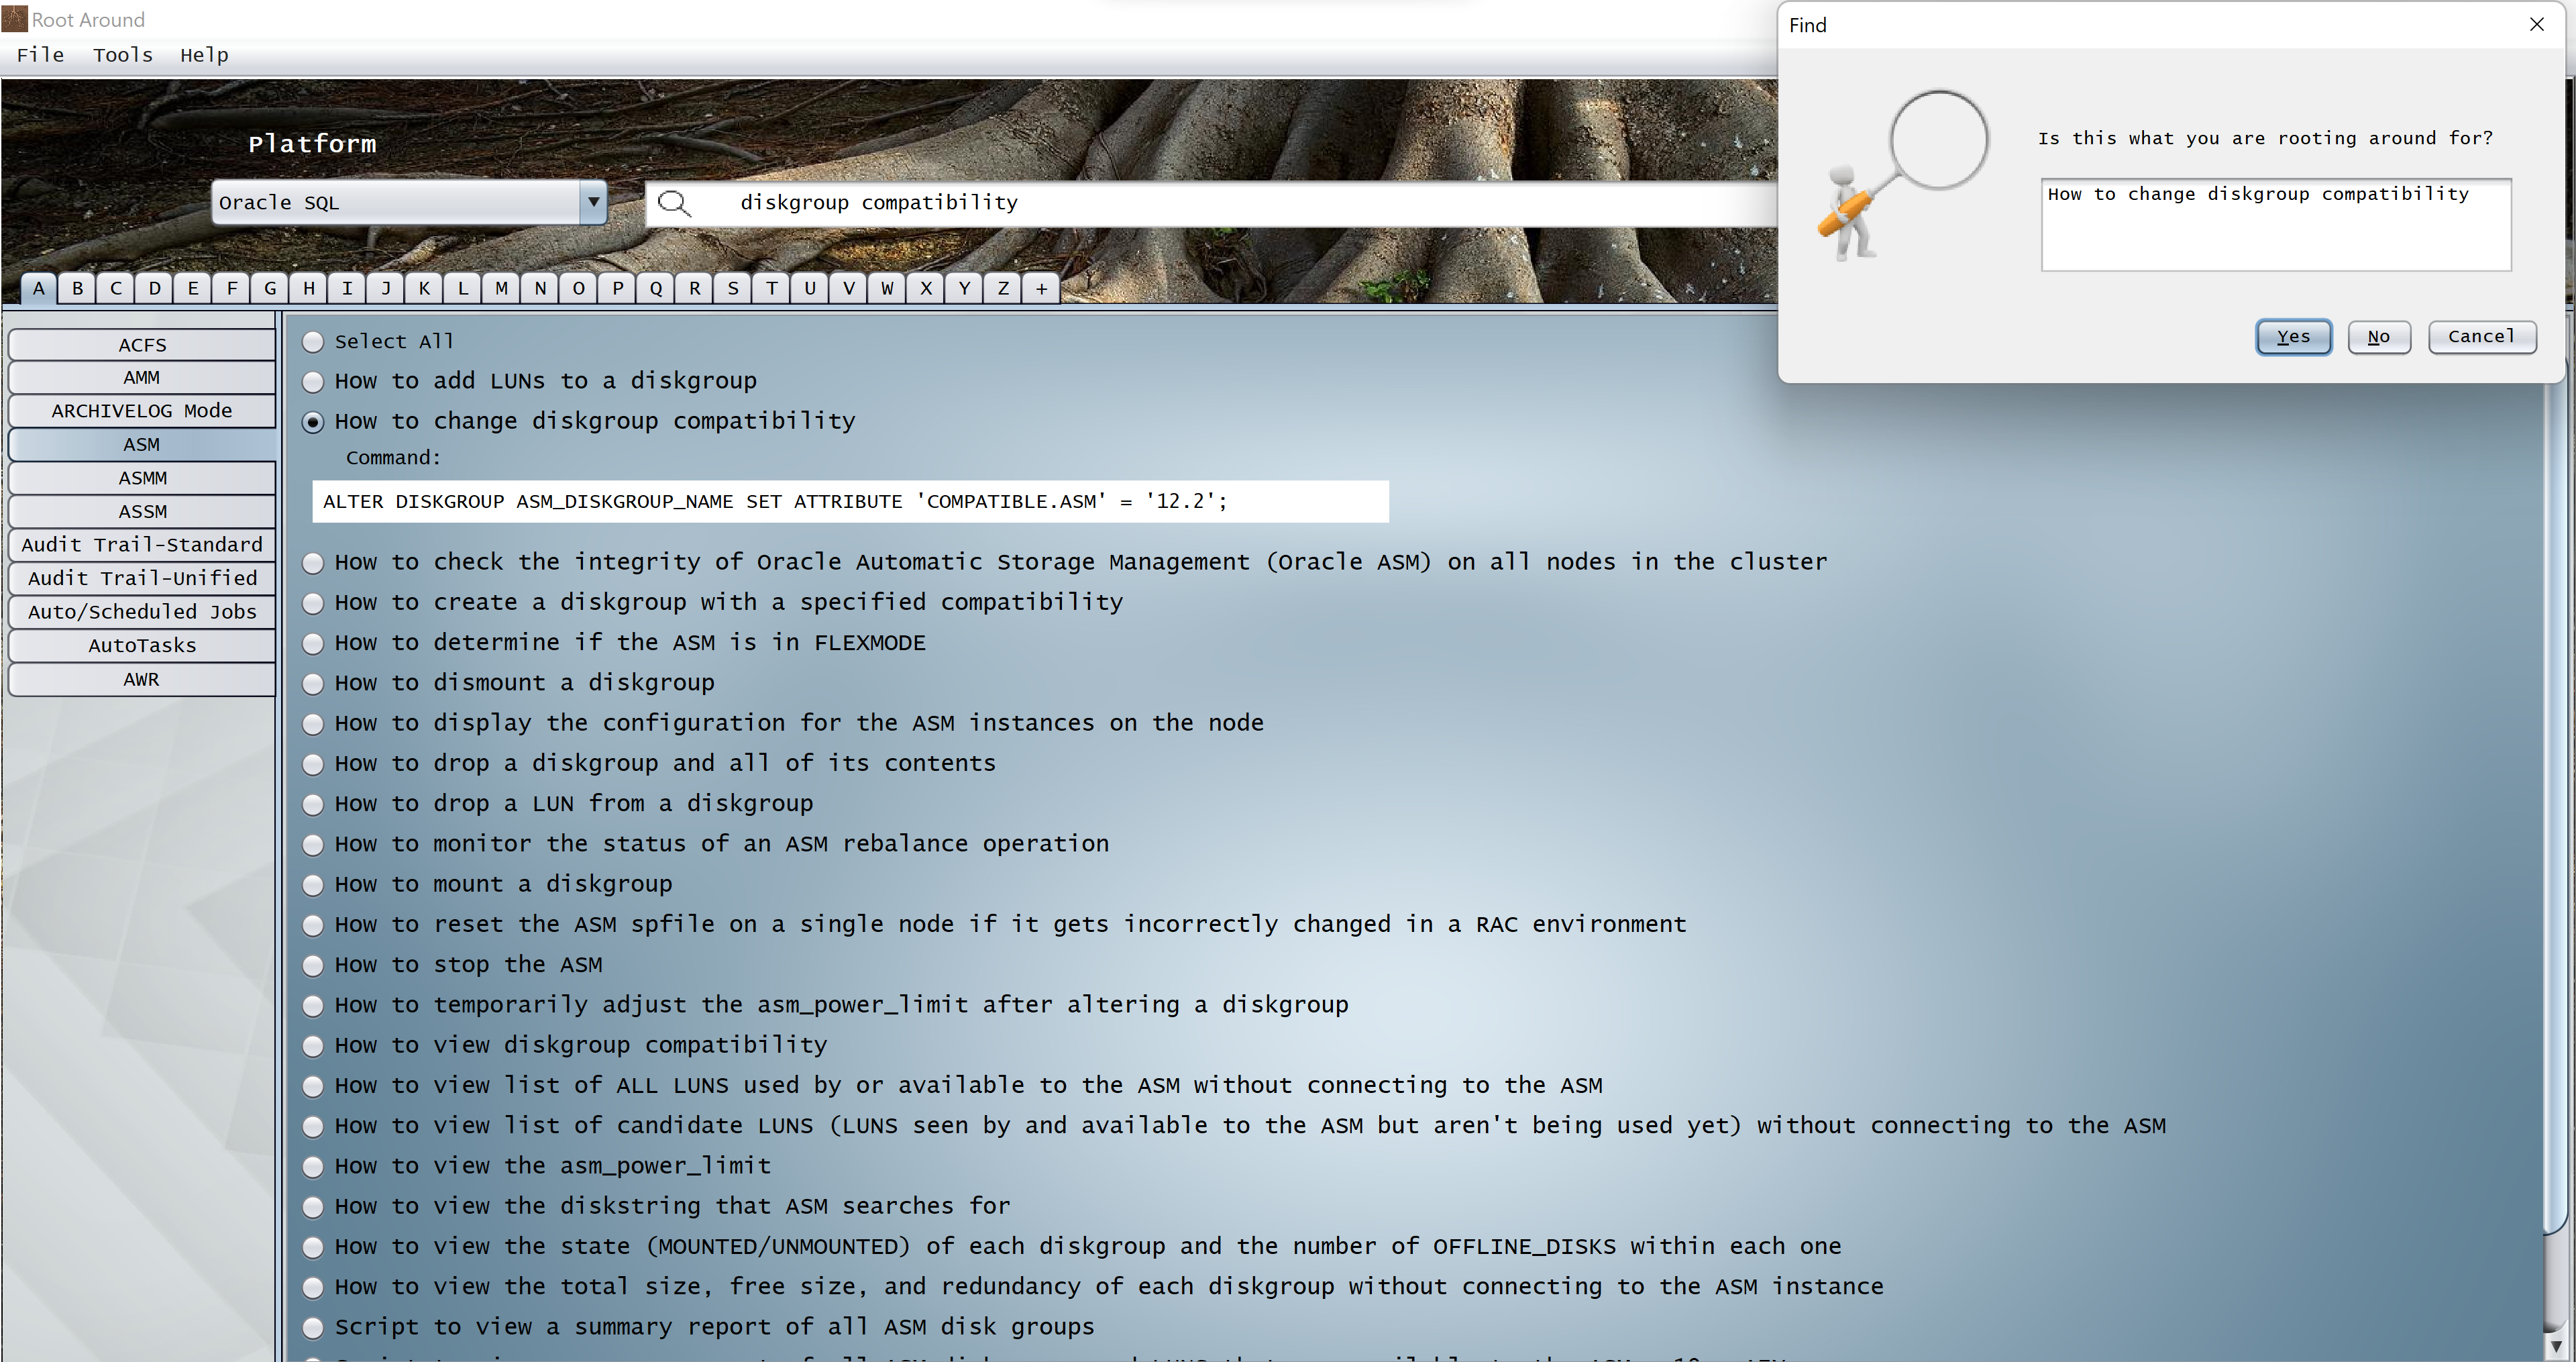 Root Around
File Tools Help
Platform
Oracle SQL
diskgroup compatibility
A B C D E F G H I J K L M N O P Q R S T U V W X Y Z +
ACFS
AMM
ARCHIVELOG Mode
ASM
ASMM
ASSM
Audit Trail-Standard
Audit Trail-Unified
Auto/Scheduled Jobs
AutoTasks
AWR
Select All
How to add LUNs to a diskgroup
How to change diskgroup compatibility
Command:
ALTER DISKGROUP ASM_DISKGROUP_NAME SET ATTRIBUTE 'COMPATIBLE.ASM' = '12.2';
How to check the integrity of Oracle Automatic Storage Management (Oracle ASM) on all nodes in the cluster
How to create a diskgroup with a specified compatibility
How to determine if the ASM is in FLEXMODE
How to dismount a diskgroup
How to display the configuration for the ASM instances on the node
How to drop a diskgroup and all of its contents
How to drop a LUN from a diskgroup
How to monitor the status of an ASM rebalance operation
How to mount a diskgroup
How to reset the ASM spfile on a single node if it gets incorrectly changed in a RAC environment
How to stop the ASM
How to temporarily adjust the asm_power_limit after altering a diskgroup
How to view diskgroup compatibility
How to view list of ALL LUNS used by or available to the ASM without connecting to the ASM
How to view list of candidate LUNS (LUNS seen by and available to the ASM but aren't being used yet) without connecting to the ASM
How to view the asm_power_limit
How to view the diskstring that ASM searches for
How to view the state (MOUNTED/UNMOUNTED) of each diskgroup and the number of OFFLINE_DISKS within each one
How to view the total size, free size, and redundancy of each diskgroup without connecting to the ASM instance
Script to view a summary report of all ASM disk groups
Find
Is this what you are rooting around for?
How to change diskgroup compatibility
Yes No Cancel